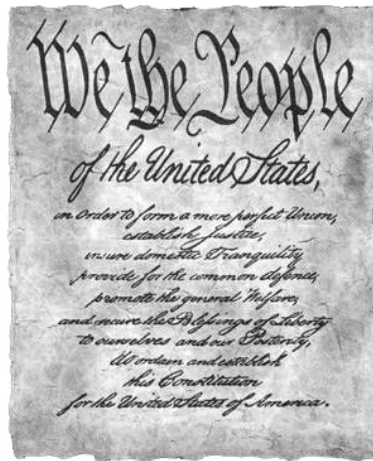 We the People
of the United States,
in Order to form a more perfect Union,
establish Justice,
insure domestic Tranquility
provide for the common defence,
promote the general Welfare,
and secure the Blessings of Liberty
to ourselves and our Posterity,
do ordain and establish
this Constitution
for the United States of America.